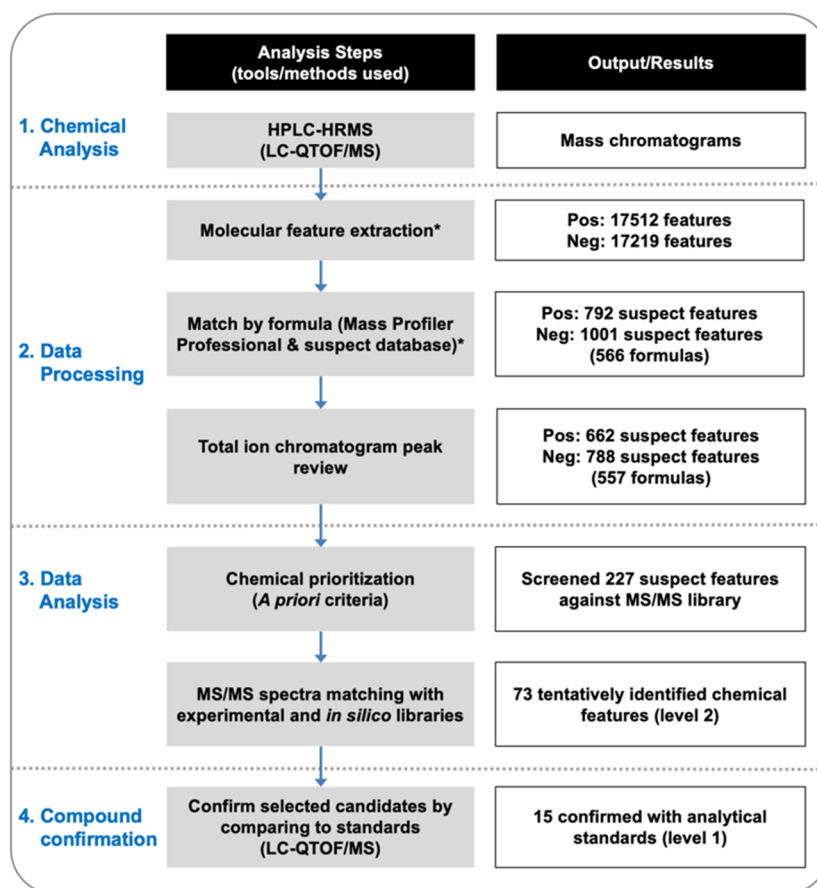 Analysis Steps
(tools/methods used)
Output/Results
1. Chemical
Analysis
HPLC-HRMS
(LC-QTOF/MS)
Mass chromatograms
2. Data
Processing
Molecular feature extraction*
Pos: 17512 features
Neg: 17219 features
Match by formula (Mass Profiler
Professional & suspect database)*
Pos: 792 suspect features
Neg: 1001 suspect features
(566 formulas)
Total ion chromatogram peak
review
Pos: 662 suspect features
Neg: 788 suspect features
(557 formulas)
3. Data
Analysis
Chemical prioritization
(A priori criteria)
Screened 227 suspect features
against MS/MS library
MS/MS spectra matching with
experimental and in silico libraries
73 tentatively identified chemical
features (level 2)
4. Compound
confirmation
Confirm selected candidates by
comparing to standards
(LC-QTOF/MS)
15 confirmed with analytical
standards (level 1)